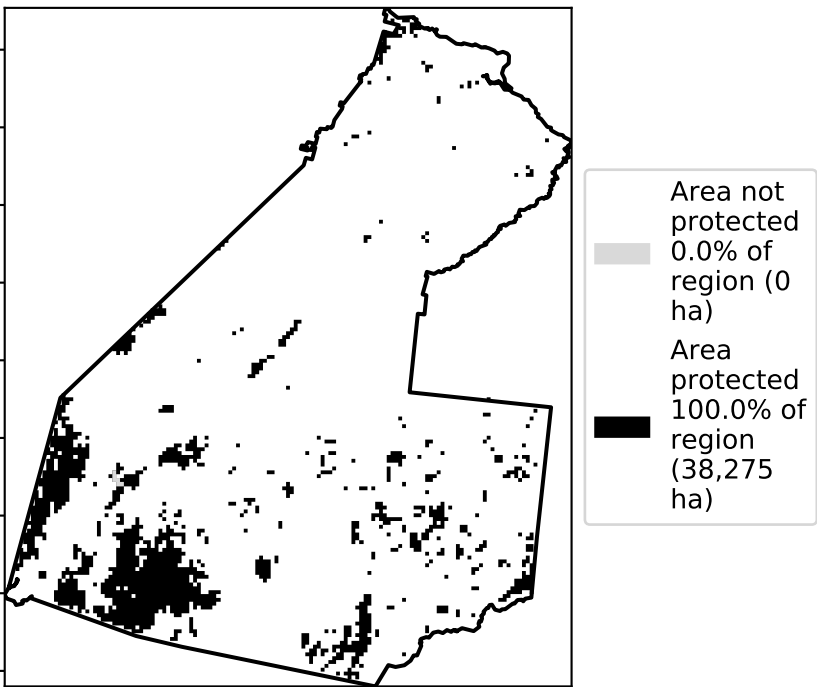 Area not
protected
0.0% of
region (0
ha)
Area
protected
100.0% of
region
(38,275
ha)